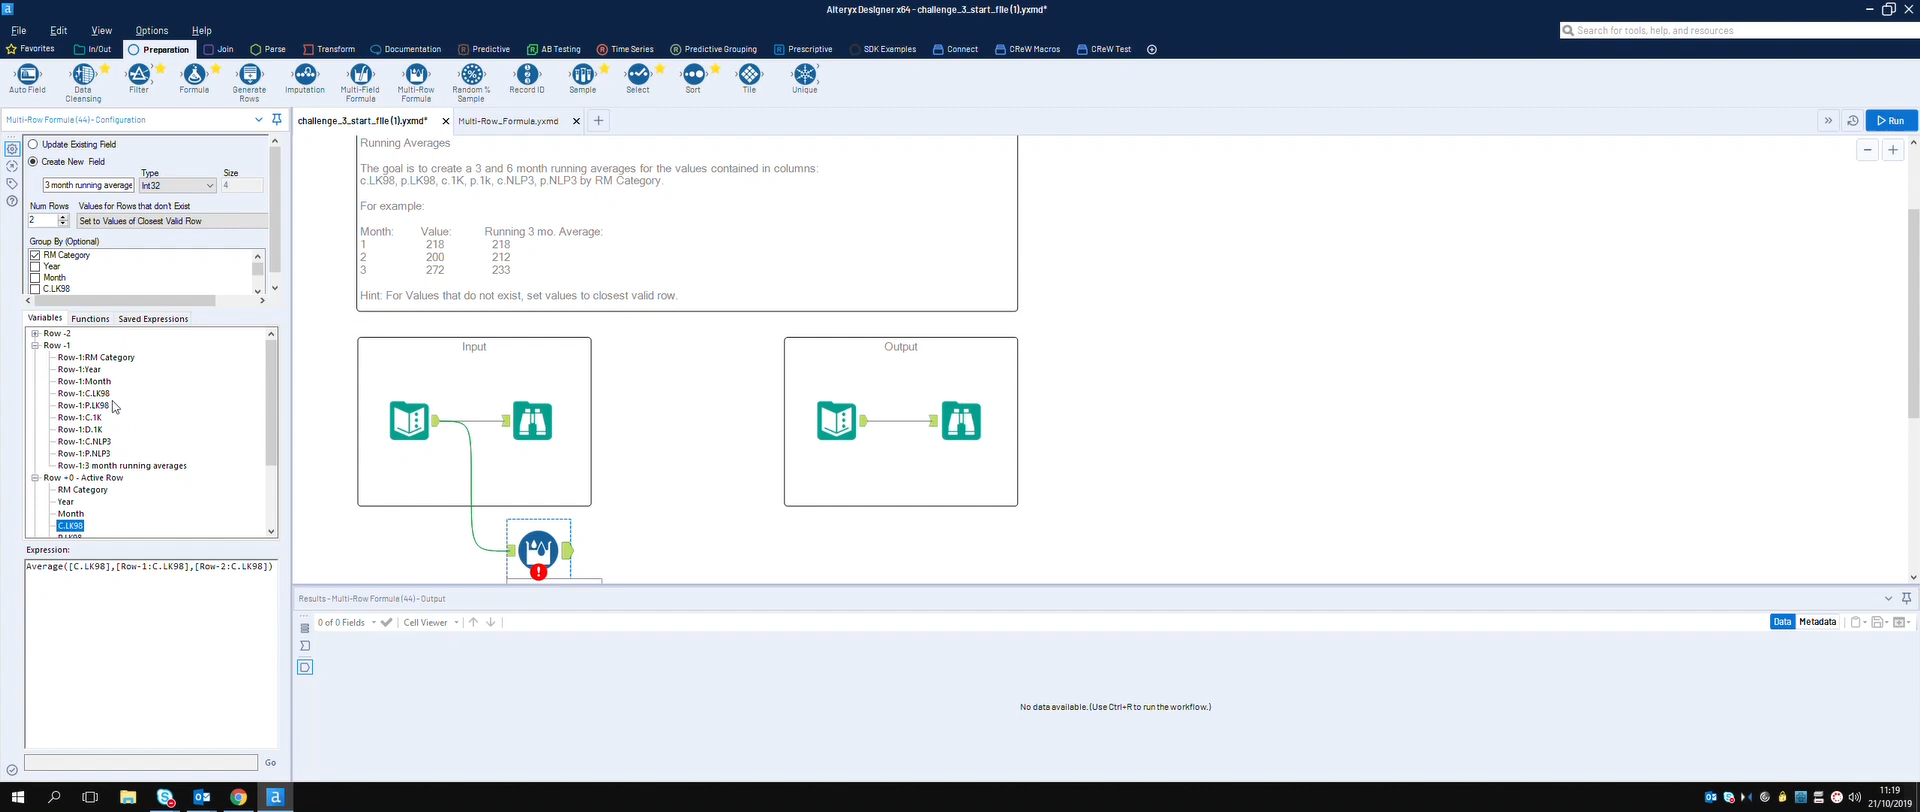 Alteryx Designer x64 - challenge_3_start_file (1).yxmd*
File Edit View Options Help
Search for tools, help, and resources
Favorites In/Out Preparation Join Parse Transform Documentation Predictive AB Testing Time Series Predictive Grouping Prescriptive SDK Examples Connect CReW Macros CReW Test
Auto Field Data Cleansing Filter Formula Generate Rows Imputation Multi-Field Formula Multi-Row Formula Random % Sample Record ID Sample Select Sort Tile Unique
Multi-Row Formula (44) - Configuration
challenge_3_start_file (1).yxmd* Multi-Row_Formula.yxmd
Run
Update Existing Field
Create New Field
Type Size
3 month running average Int32 4
Num Rows Values for Rows that don't Exist
2 Set to Values of Closest Valid Row
Group By (Optional)
RM Category
Year
Month
C.LK98
Variables Functions Saved Expressions
Row -2
Row -1
Row-1:RM Category
Row-1:Year
Row-1:Month
Row-1:C.LK98
Row-1:P.LK98
Row-1:C.1K
Row-1:D.1K
Row-1:C.NLP3
Row-1:P.NLP3
Row-1:3 month running averages
Row +0 - Active Row
RM Category
Year
Month
C.LK98
P.LK98
Expression:
Average([C.LK98],[Row-1:C.LK98],[Row-2:C.LK98])
Go
Running Averages
The goal is to create a 3 and 6 month running averages for the values contained in columns:
c.LK98, p.LK98, c.1K, p.1k, c.NLP3, p.NLP3 by RM Category.
For example:
Month: Value: Running 3 mo. Average:
1 218 218
2 200 212
3 272 233
Hint: For Values that do not exist, set values to closest valid row.
Input
Output
Results - Multi-Row Formula (44) - Output
0 of 0 Fields Cell Viewer
Data Metadata
No data available. (Use Ctrl+R to run the workflow.)
11:19
21/10/2019